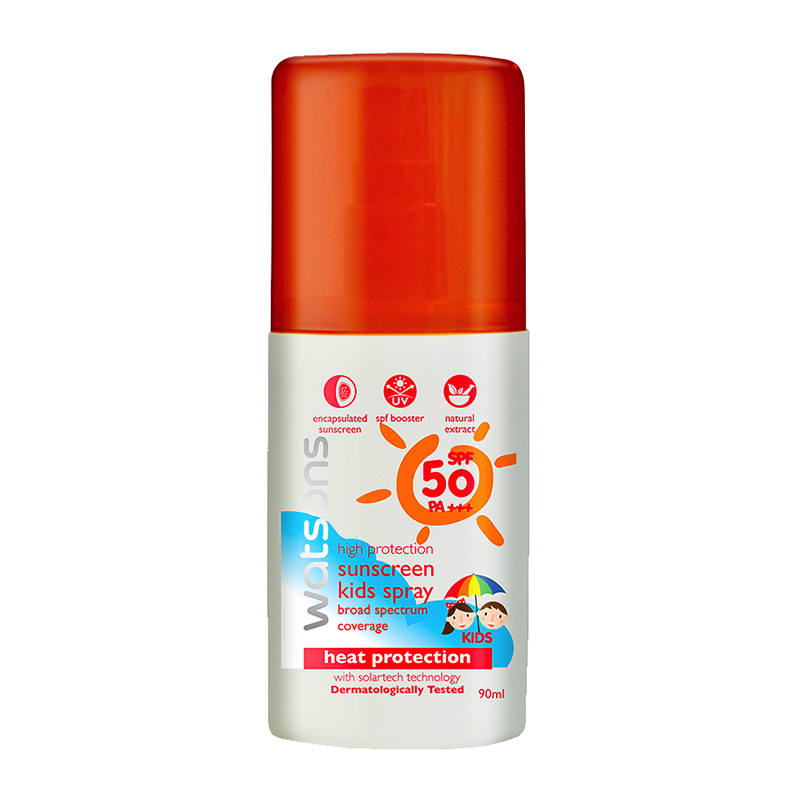 encapsulated sunscreen
UV
spf booster
natural extract
SPF
50
PA +++
watsons
high protection
sunscreen
kids spray
broad spectrum
coverage
KIDS
heat protection
with solartech technology
Dermatologically Tested
90ml